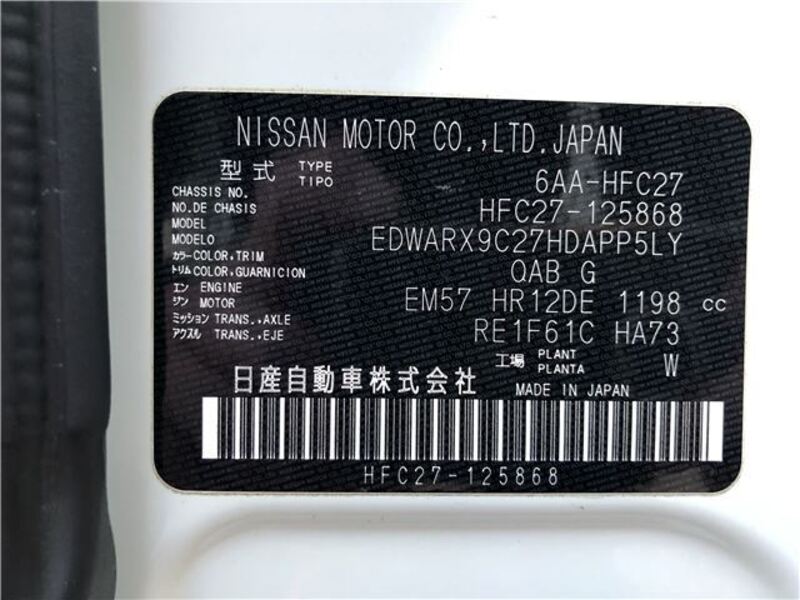 NISSAN MOTOR CO.,LTD.JAPAN
型式 TYPE TIPO 6AA-HFC27
CHASSIS NO.
NO.DE CHASIS HFC27-125868
MODEL
MODELO EDWARX9C27HDAPP5LY
カラー COLOR,TRIM
トリム COLOR,GUARNICION QAB G
エン ENGINE
ジン MOTOR EM57 HR12DE 1198 cc
ミッション TRANS.,AXLE
アクスル TRANS.,EJE RE1F61C HA73
工場 PLANT PLANTA W
日産自動車株式会社 MADE IN JAPAN
HFC27-125868